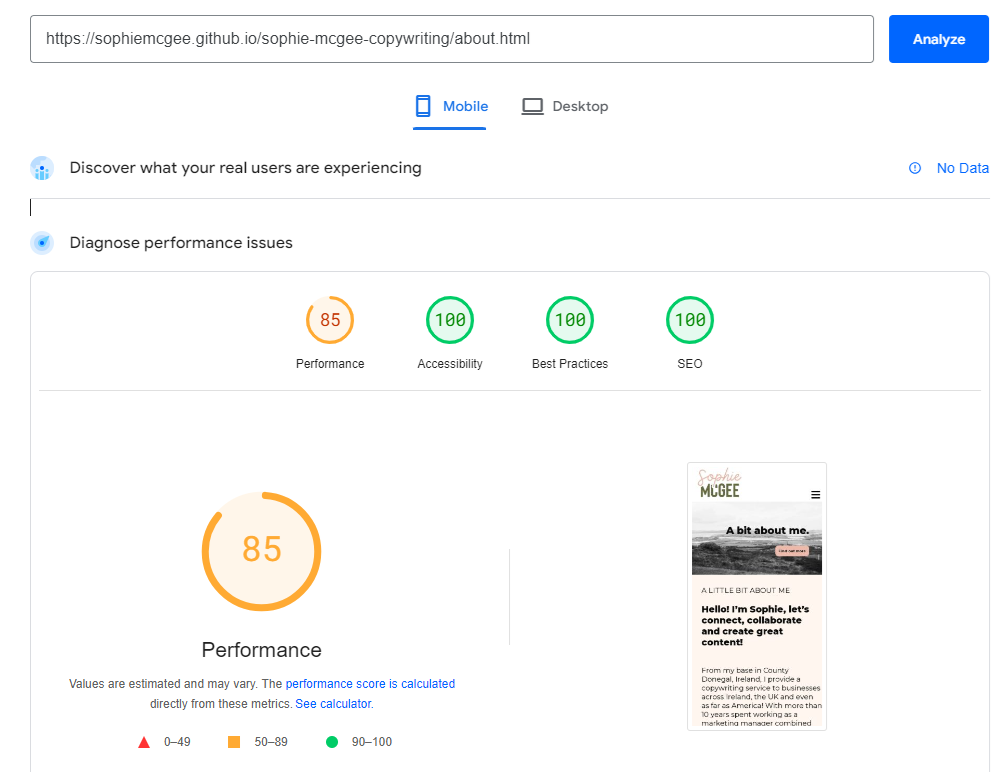 https://sophiemcgee.github.io/sophie-mcgee-copywriting/about.html
Analyze
Mobile
Desktop
Discover what your real users are experiencing
No Data
Diagnose performance issues
85
100
100
100
Performance
Accessibility
Best Practices
SEO
85
Performance
Values are estimated and may vary. The performance score is calculated
directly from these metrics. See calculator.
0–49
50–89
90–100
Sophie
MCGEE
A bit about me.
Find out more
A LITTLE BIT ABOUT ME
Hello! I'm Sophie, let's
connect, collaborate
and create great
content!
From my base in County
Donegal, Ireland, I provide a
copywriting service to businesses
across Ireland, the UK and even
as far as America! With more than
10 years spent working as a
marketing manager combined